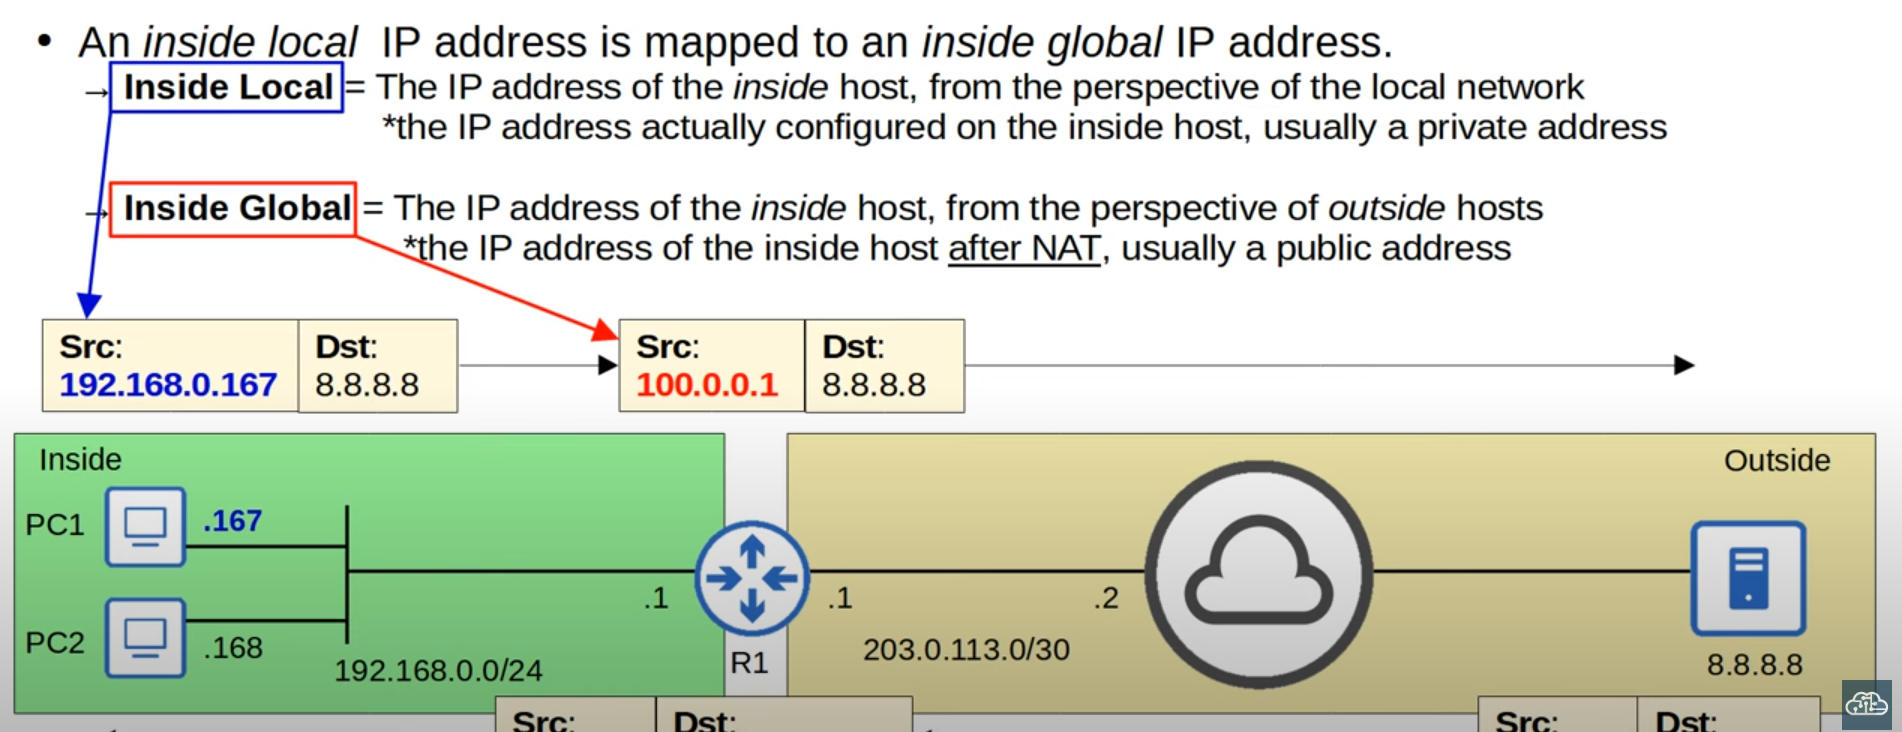 • An inside local IP address is mapped to an inside global IP address.
→ Inside Local = The IP address of the inside host, from the perspective of the local network
*the IP address actually configured on the inside host, usually a private address
→ Inside Global = The IP address of the inside host, from the perspective of outside hosts
*the IP address of the inside host after NAT, usually a public address
Src: Dst: Src: Dst:
192.168.0.167 8.8.8.8 100.0.0.1 8.8.8.8
Inside Outside
PC1 .167
.1 .1 .2
PC2 .168
192.168.0.0/24 R1 203.0.113.0/30 8.8.8.8
Src: Dst: Src: Dst: